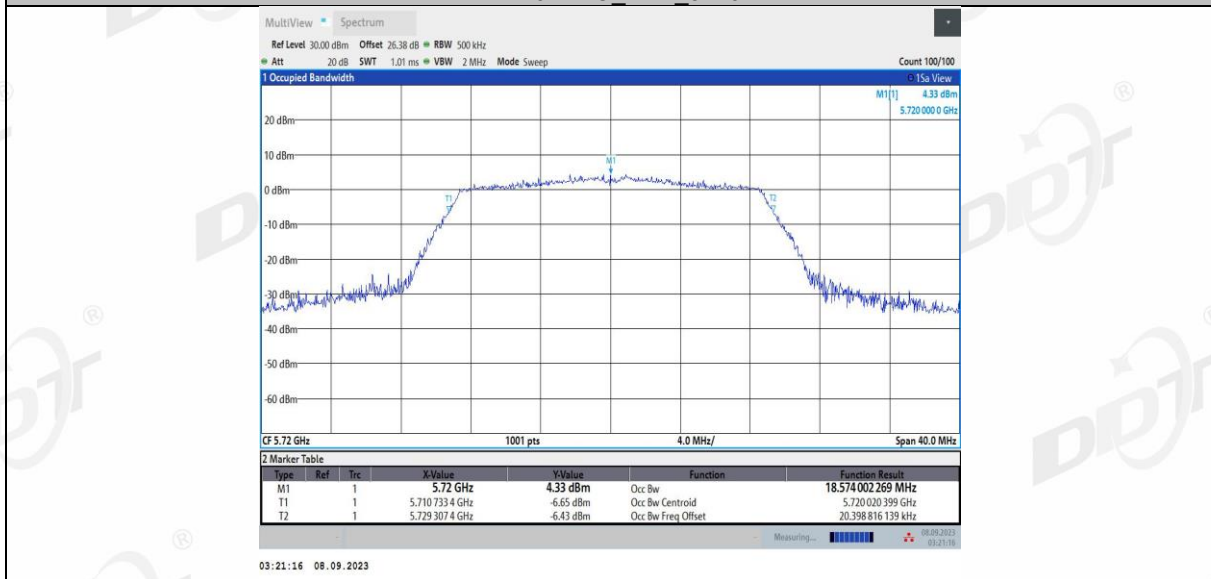 MultiView Spectrum
Ref Level 30.00 dBm Offset 26.38 dB RBW 500 kHz
Att 20 dB SWT 1.01 ms VBW 2 MHz Mode Sweep Count 100/100
1 Occupied Bandwidth 1Sa View
M1[1] 4.33 dBm
5.720 000 0 GHz
20 dBm
10 dBm
M1
0 dBm
T1 T2
-10 dBm
-20 dBm
-30 dBm
-40 dBm
-50 dBm
-60 dBm
CF 5.72 GHz 1001 pts 4.0 MHz/ Span 40.0 MHz
2 Marker Table
Type Ref Trc X-Value Y-Value Function Function Result
M1 1 5.72 GHz 4.33 dBm Occ Bw 18.574 002 269 MHz
T1 1 5.710 733 4 GHz -6.65 dBm Occ Bw Centroid 5.720 020 399 GHz
T2 1 5.729 307 4 GHz -6.43 dBm Occ Bw Freq Offset 20.398 816 139 kHz
Measuring... 08.09.2023
03:21:16
03:21:16 08.09.2023
DDT
DDT
DDT
DDT